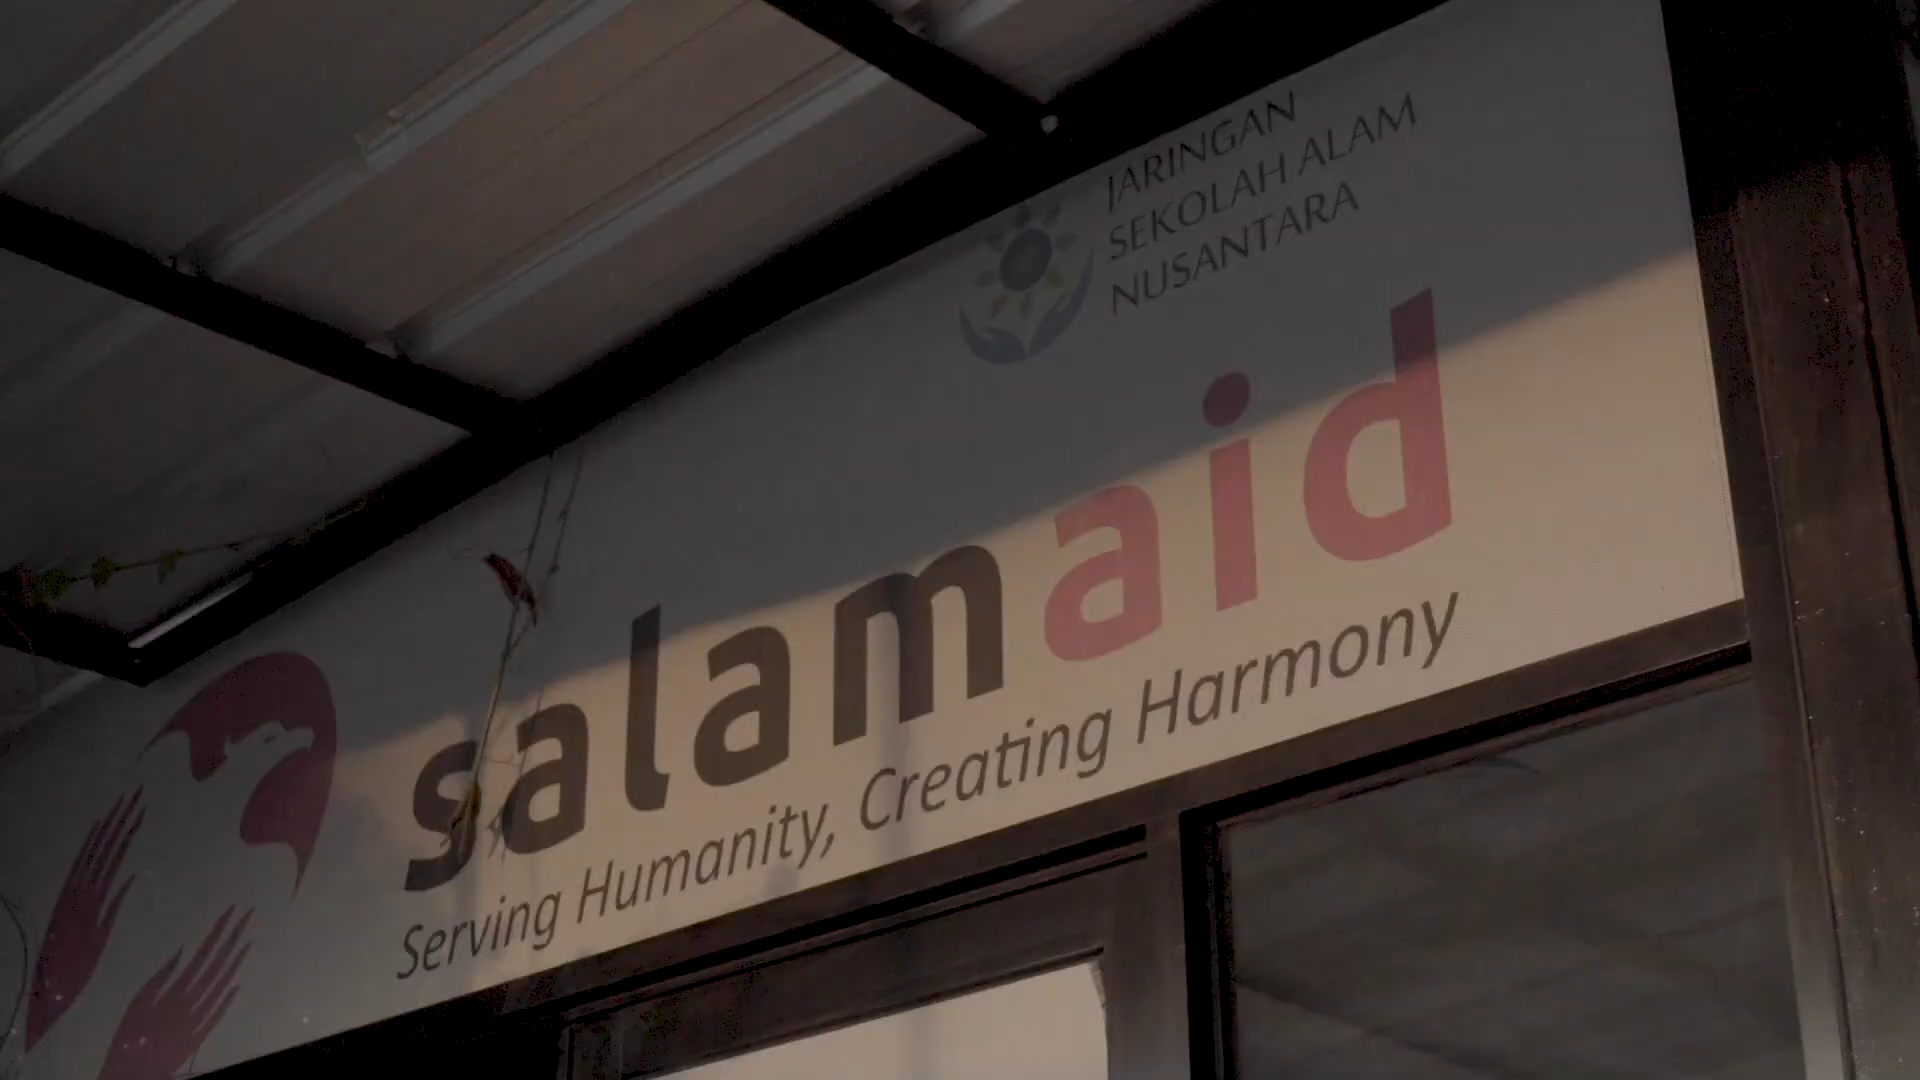 JARINGAN
SEKOLAH ALAM
NUSANTARA
salamaid
Serving Humanity, Creating Harmony